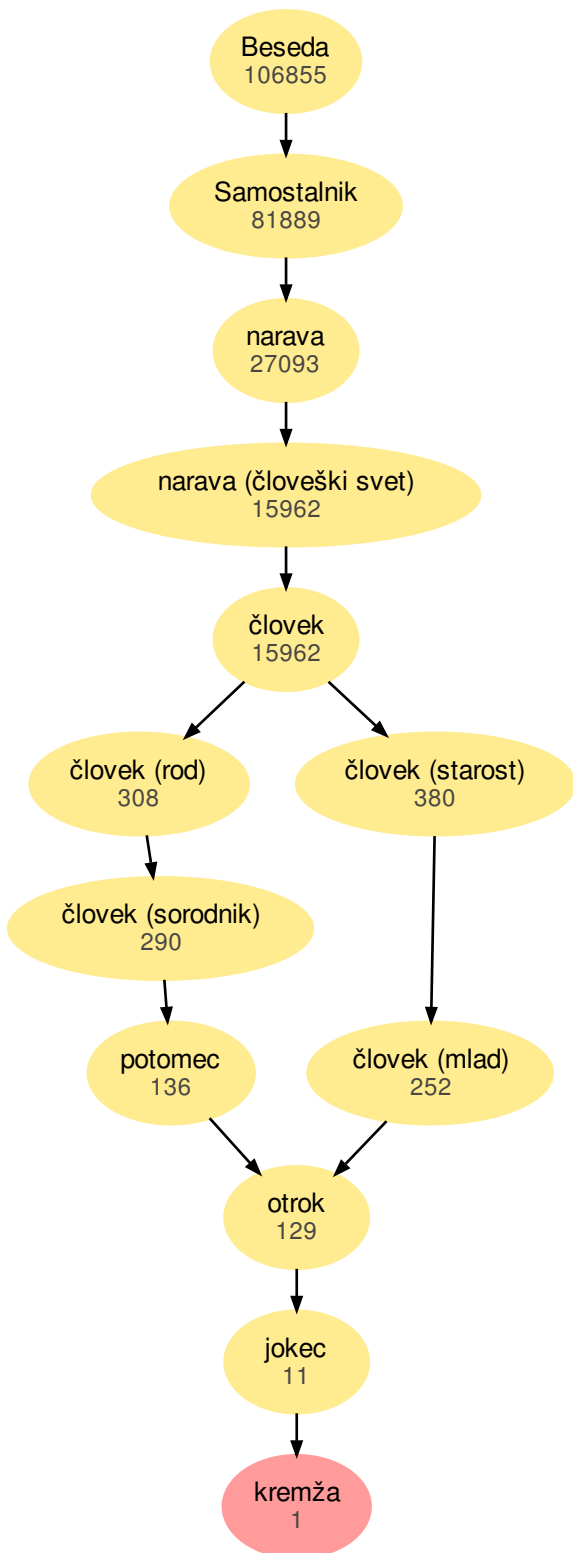 Beseda
106855
Samostalnik
81889
narava
27093
narava (človeški svet)
15962
človek
15962
človek (rod)
308
človek (starost)
380
človek (sorodnik)
290
potomec
136
človek (mlad)
252
otrok
129
jokec
11
kremža
1